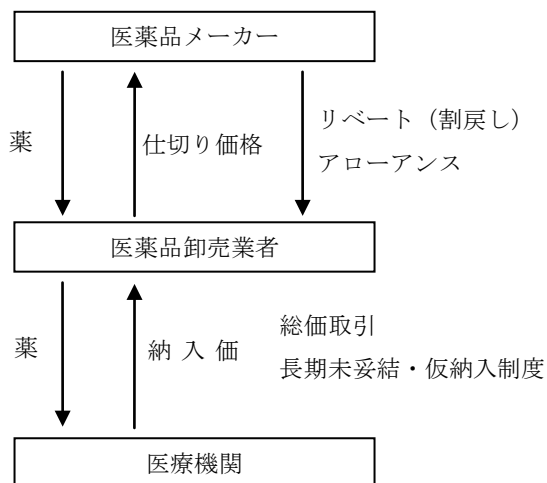 医薬品メーカー
薬
仕切り価格
リベート（割戻し）
アローアンス
医薬品卸売業者
薬
納 入 価
総価取引
長期未妥結・仮納入制度
医療機関